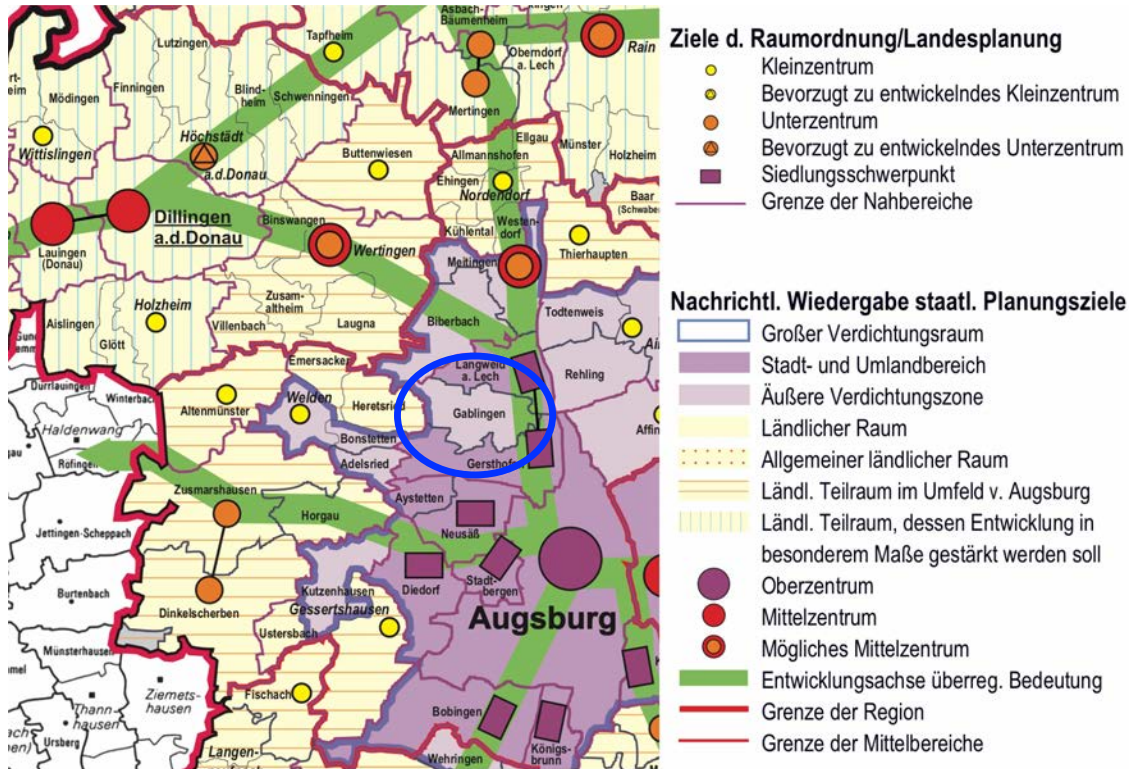 Asbach-
Bäumenheim
Lutzingen
Tapfheim
Oberndorf
a. Lech
Rain
Finningen
Blind-
heim
Schwenningen
Mödingen
Mertingen
Höchstädt
a.d.Donau
Wittislingen
Buttenwiesen
Allmannshofen
Ellgau
Münster
Holzheim
Ehingen
Nordendorf
Baar
(Schwaben
Dillingen
a.d.Donau
Binswangen
Westen-
dorf
Kühlental
Wertingen
Thierhaupten
Lauingen
(Donau)
Meitingen
Zusam-
altheim
Holzheim
Aislingen
Villenbach
Laugna
Biberbach
Todtenweis
Glött
Emersacker
Langweid
a. Lech
Rehling
Durrlauingen
Winterbach
Altenmünster
Welden
Heretsried
Gablingen
Affin
Haldenwang
Bonstetten
Röfingen
Adelsried
Gersthofen
Zusmarshausen
Aystetten
Horgau
Jettingen-Scheppach
Neusäß
Stadt-
bergen
Kutzenhausen
Diedorf
Burtenbach
Gessertshausen
Dinkelscherben
Augsburg
Ustersbach
Münsterhausen
Ziemets-
hausen
Fischach
Thann-
hausen
Bobingen
Ursberg
Langen-
Königs-
brunn
Wehringen
Ziele d. Raumordnung/Landesplanung
Kleinzentrum
Bevorzugt zu entwickelndes Kleinzentrum
Unterzentrum
Bevorzugt zu entwickelndes Unterzentrum
Siedlungsschwerpunkt
Grenze der Nahbereiche
Nachrichtl. Wiedergabe staatl. Planungsziele
Großer Verdichtungsraum
Stadt- und Umlandbereich
Äußere Verdichtungszone
Ländlicher Raum
Allgemeiner ländlicher Raum
Ländl. Teilraum im Umfeld v. Augsburg
Ländl. Teilraum, dessen Entwicklung in
besonderem Maße gestärkt werden soll
Oberzentrum
Mittelzentrum
Mögliches Mittelzentrum
Entwicklungsachse überreg. Bedeutung
Grenze der Region
Grenze der Mittelbereiche